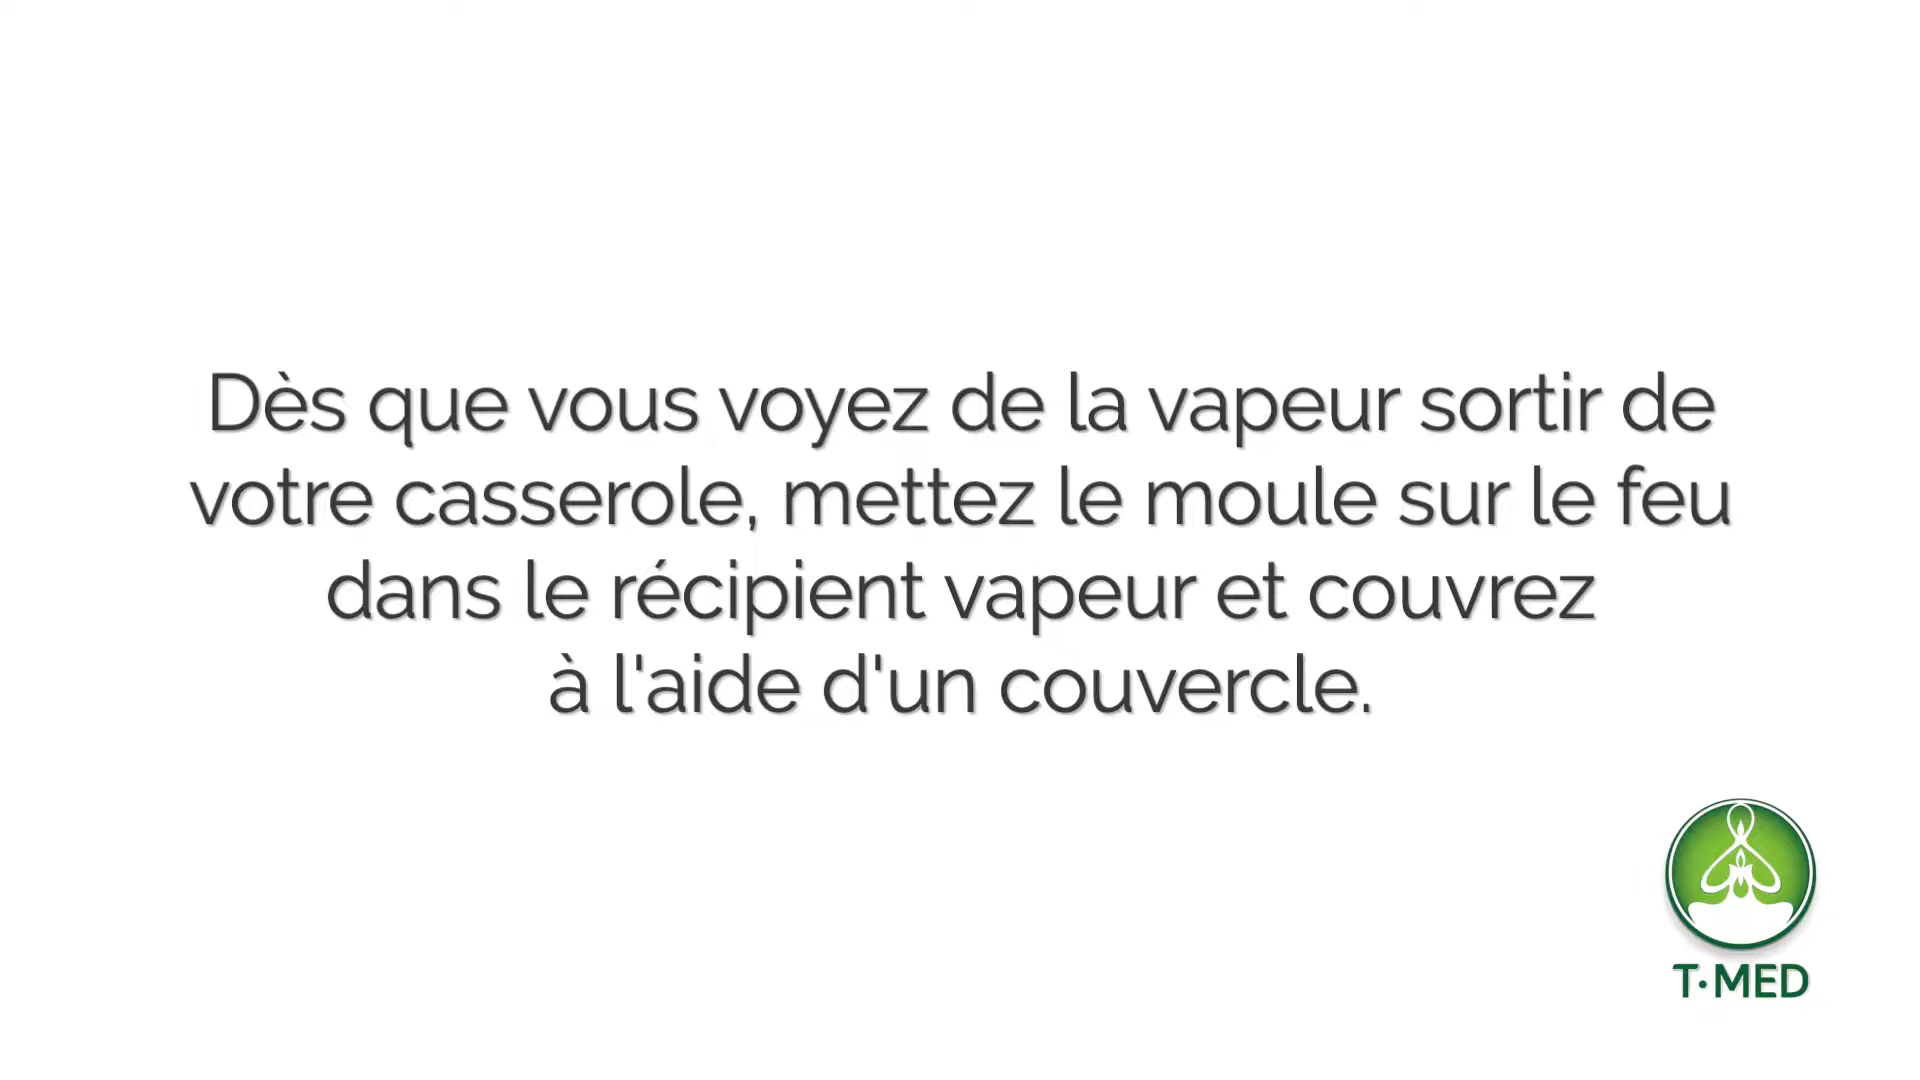 Dès que vous voyez de la vapeur sortir de
votre casserole, mettez le moule sur le feu
dans le récipient vapeur et couvrez
à l'aide d'un couvercle.
T·MED